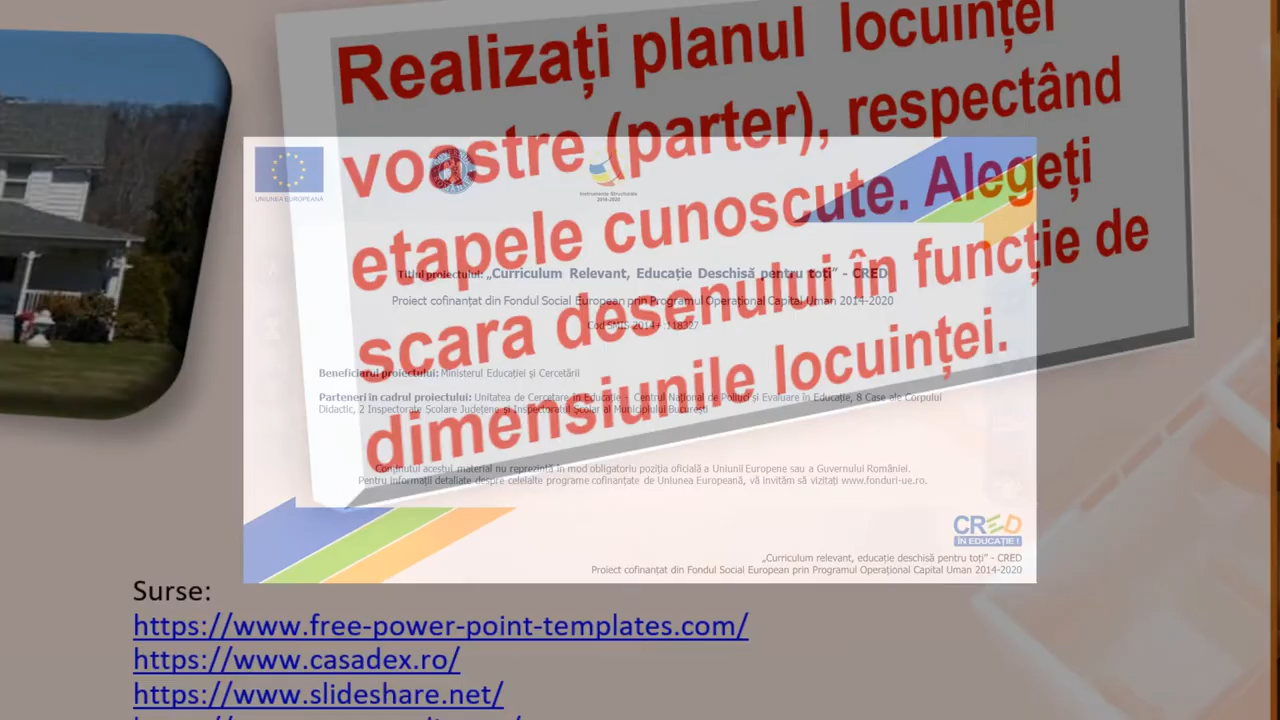 Realizați planul locuinței
voastre (parter), respectând
etapele cunoscute. Alegeți
scara desenului în funcție de
dimensiunile locuinței.
UNIUNEA EUROPEANĂ
Instrumente Structurale
2014-2020
Titlul proiectului: „Curriculum Relevant, Educație Deschisă pentru toți” - CRED
Proiect cofinanțat din Fondul Social European prin Programul Operațional Capital Uman 2014-2020
Cod SMIS 2014+: 118327
Beneficiarul proiectului: Ministerul Educației și Cercetării
Parteneri în cadrul proiectului: Unitatea de Cercetare în Educație - Centrul Național de Politici și Evaluare în Educație, 8 Case ale Corpului
Didactic, 2 Inspectorate Școlare Județene și Inspectoratul Școlar al Municipiului București
Conținutul acestui material nu reprezintă în mod obligatoriu poziția oficială a Uniunii Europene sau a Guvernului României.
Pentru informații detaliate despre celelalte programe cofinanțate de Uniunea Europeană, vă invităm să vizitați www.fonduri-ue.ro.
CRED
ÎN EDUCAȚIE !
„Curriculum relevant, educație deschisă pentru toți” - CRED
Proiect cofinanțat din Fondul Social European prin Programul Operațional Capital Uman 2014-2020
Surse:
https://www.free-power-point-templates.com/
https://www.casadex.ro/
https://www.slideshare.net/